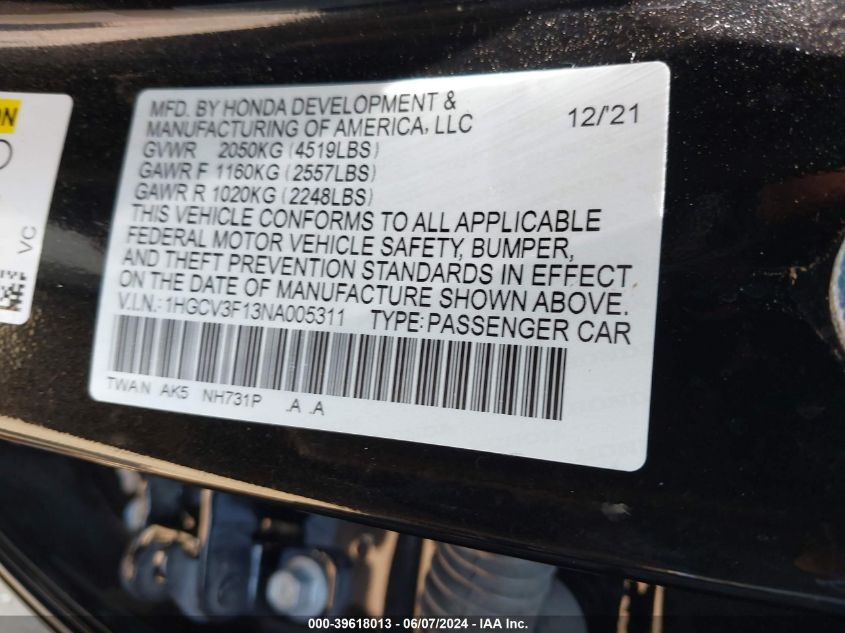 MFD. BY HONDA DEVELOPMENT & 12/'21
MANUFACTURING OF AMERICA, LLC
GVWR 2050KG (4519LBS)
GAWR F 1160KG (2557LBS)
GAWR R 1020KG (2248LBS)
THIS VEHICLE CONFORMS TO ALL APPLICABLE
FEDERAL MOTOR VEHICLE SAFETY, BUMPER,
AND THEFT PREVENTION STANDARDS IN EFFECT
ON THE DATE OF MANUFACTURE SHOWN ABOVE.
V.I.N.: 1HGCV3F13NA005311 TYPE: PASSENGER CAR
TWA N AK5 NH731P .A .A
VC
000-39618013 - 06/07/2024 - IAA Inc.